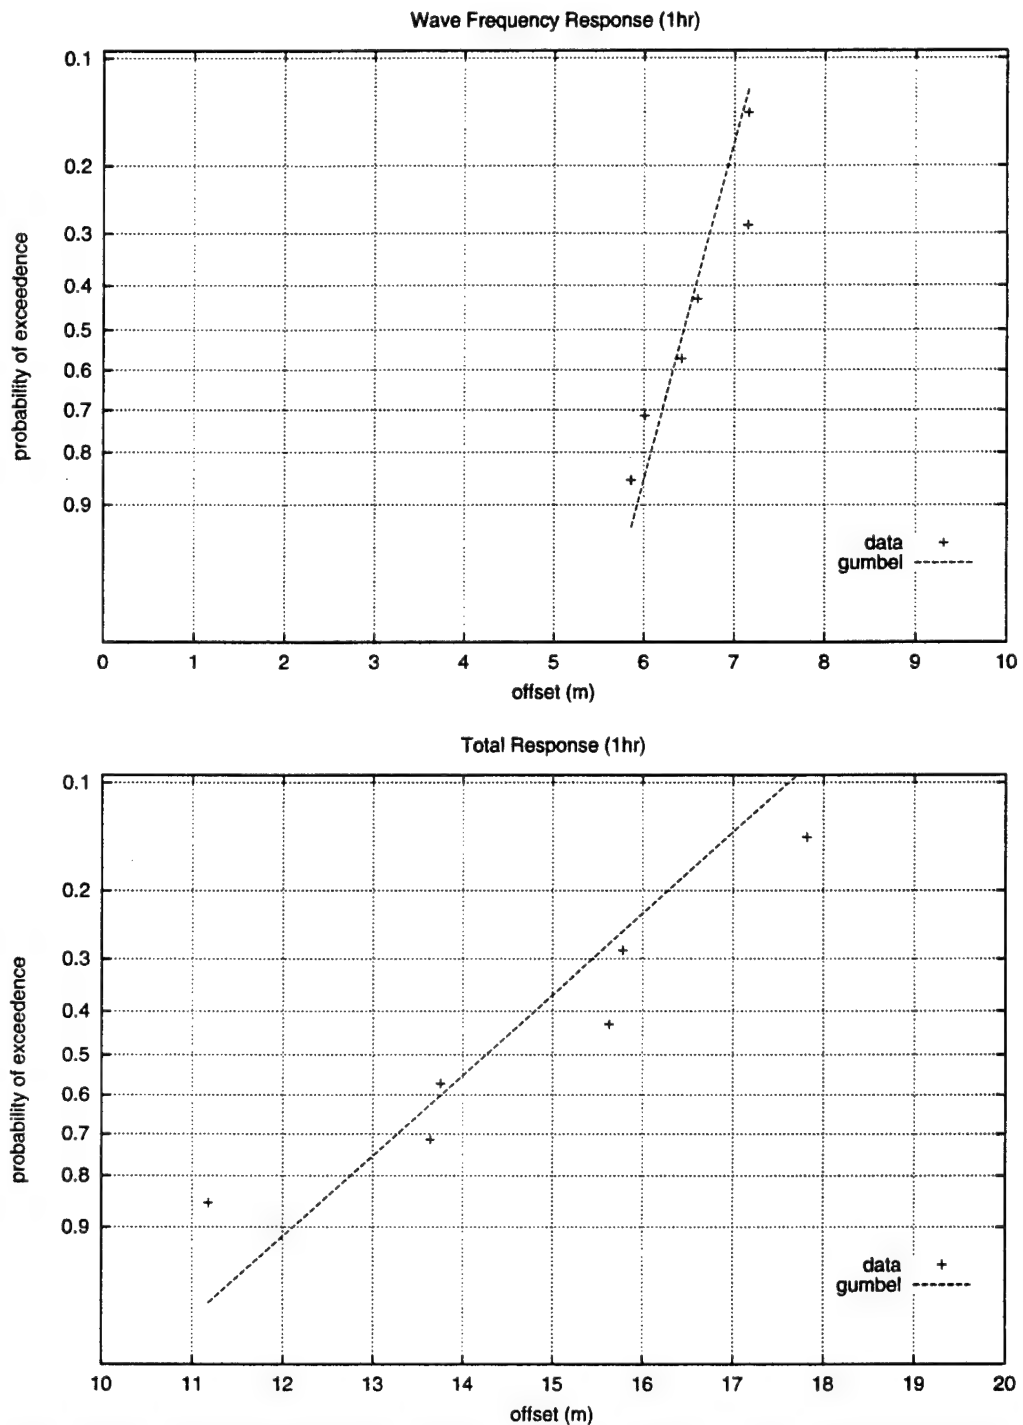 Wave Frequency Response (1hr)
0.1
0.2
0.3
0.4
0.5
0.6
0.7
0.8
0.9
probability of exceedence
data
gumbel
0 1 2 3 4 5 6 7 8 9 10
offset (m)
Total Response (1hr)
0.1
0.2
0.3
0.4
0.5
0.6
0.7
0.8
0.9
probability of exceedence
data
gumbel
10 11 12 13 14 15 16 17 18 19 20
offset (m)